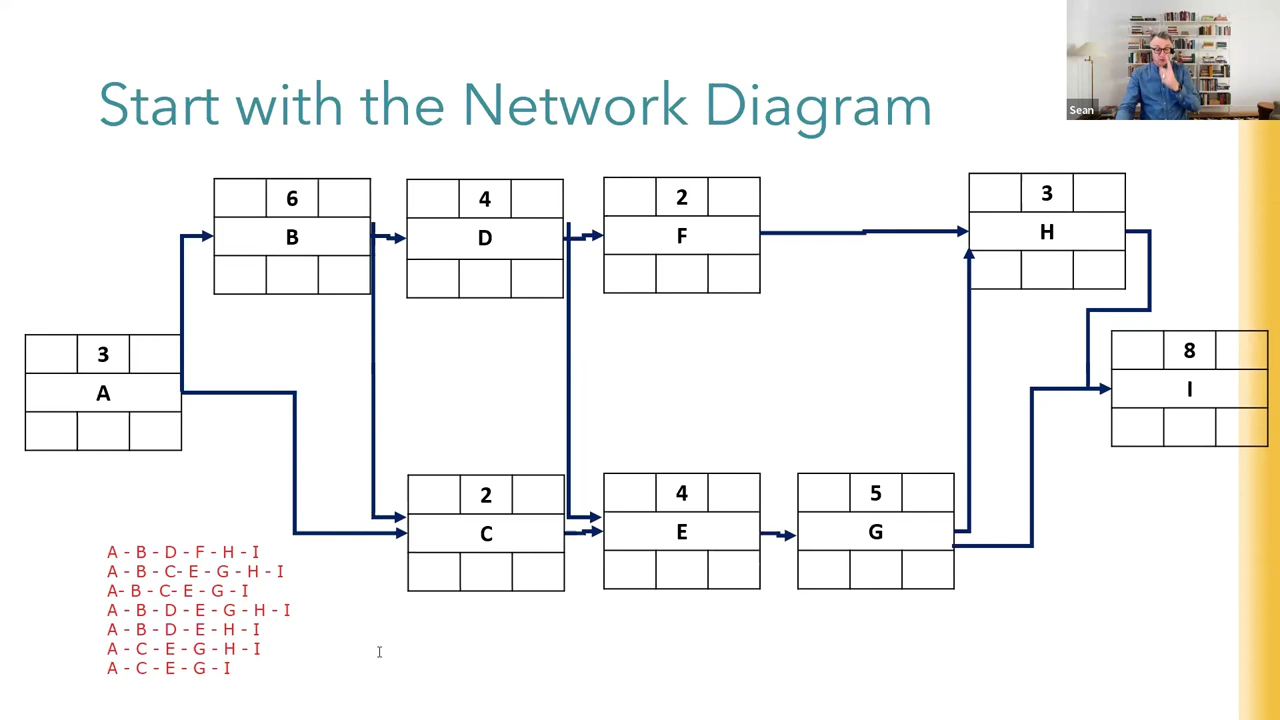 Sean
Start with the Network Diagram
6
B
4
D
2
F
3
H
3
A
8
I
2
C
4
E
5
G
A - B - D - F - H - I
A - B - C- E - G - H - I
A- B - C- E - G - I
A - B - D - E - G - H - I
A - B - D - E - H - I
A - C - E - G - H - I
A - C - E - G - I